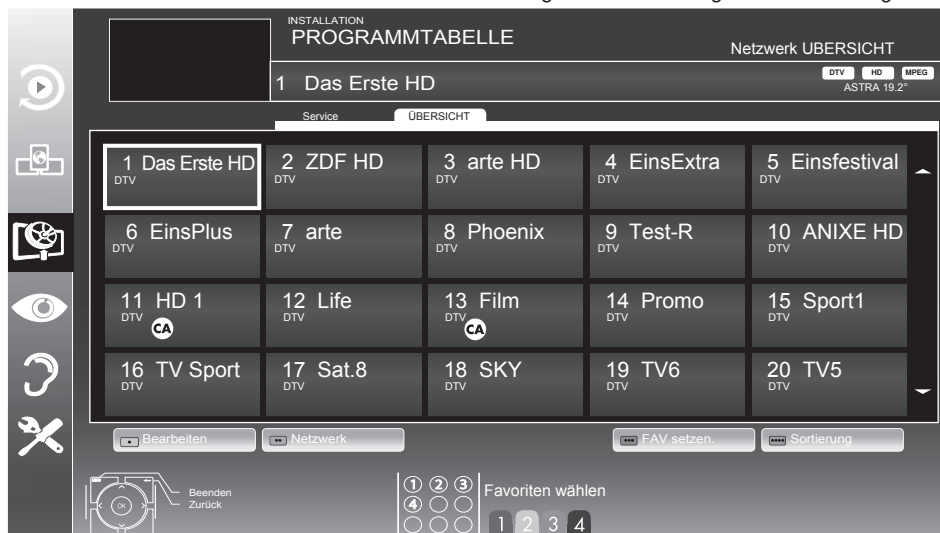 INSTALLATION
PROGRAMMTABELLE
Netzwerk UBERSICHT
1 Das Erste HD
DTV HD MPEG
ASTRA 19.2°
Service ÜBERSICHT
1 Das Erste HD 2 ZDF HD 3 arte HD 4 EinsExtra 5 Einsfestival
DTV DTV DTV DTV DTV
6 EinsPlus 7 arte 8 Phoenix 9 Test-R 10 ANIXE HD
DTV DTV DTV DTV DTV
11 HD 1 12 Life 13 Film 14 Promo 15 Sport1
DTV DTV DTV DTV DTV
CA CA
16 TV Sport 17 Sat.8 18 SKY 19 TV6 20 TV5
DTV DTV DTV DTV DTV
Bearbeiten Netzwerk FAV setzen. Sortierung
Beenden
Zurück
OK
1 2 3
4
Favoriten wählen
1 2 3 4